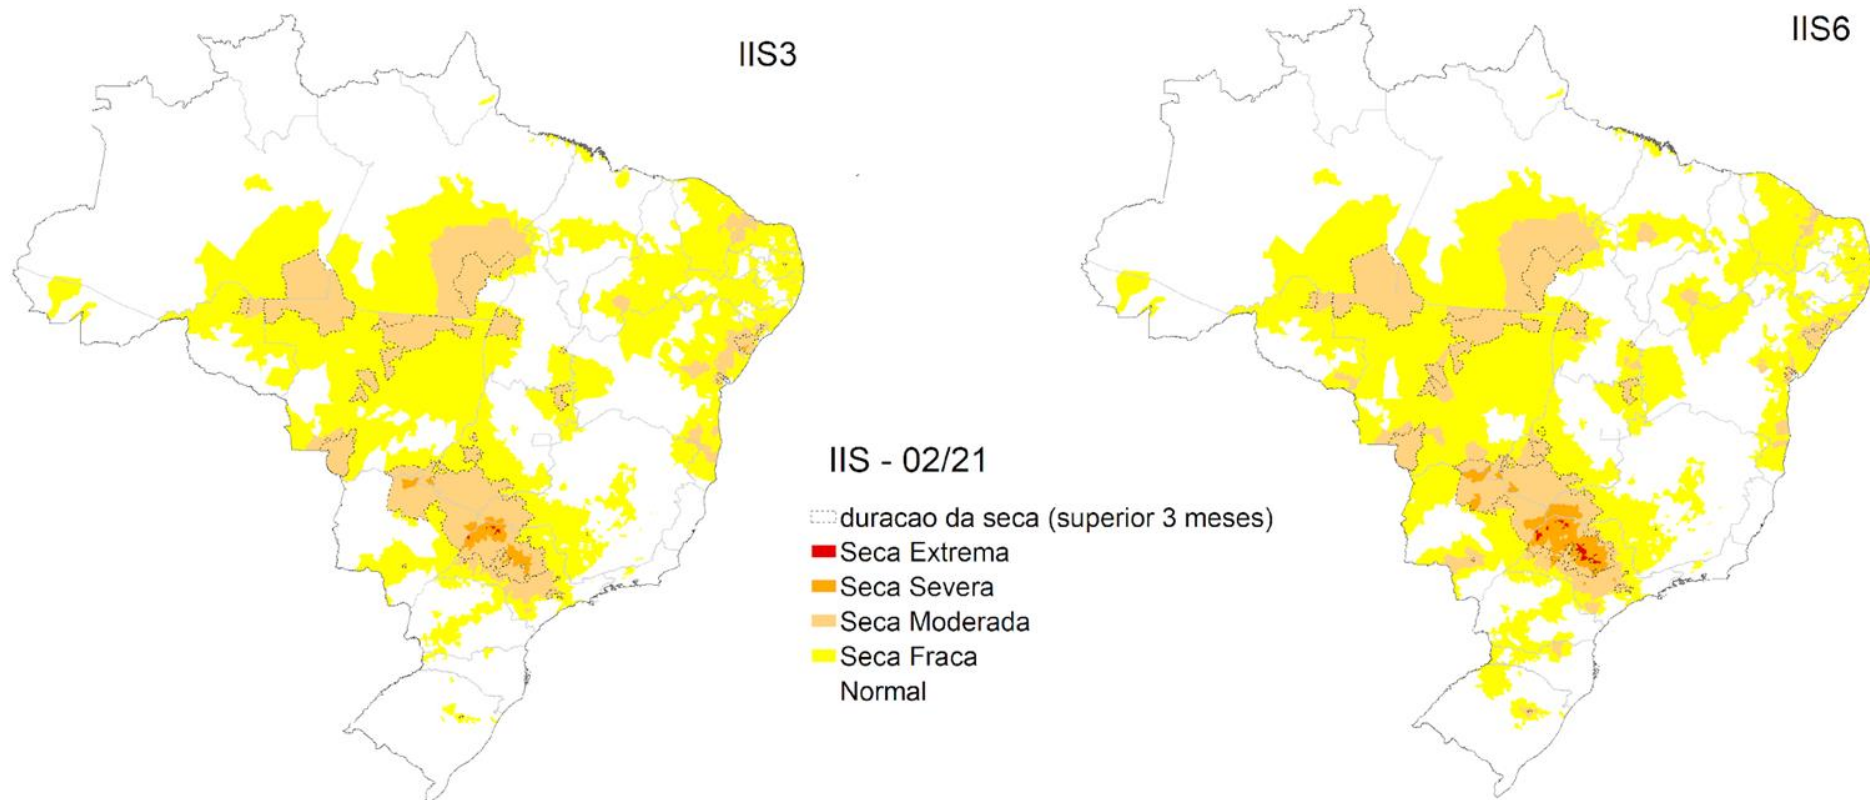 IIS3
IIS6
IIS - 02/21
duracao da seca (superior 3 meses)
Seca Extrema
Seca Severa
Seca Moderada
Seca Fraca
Normal